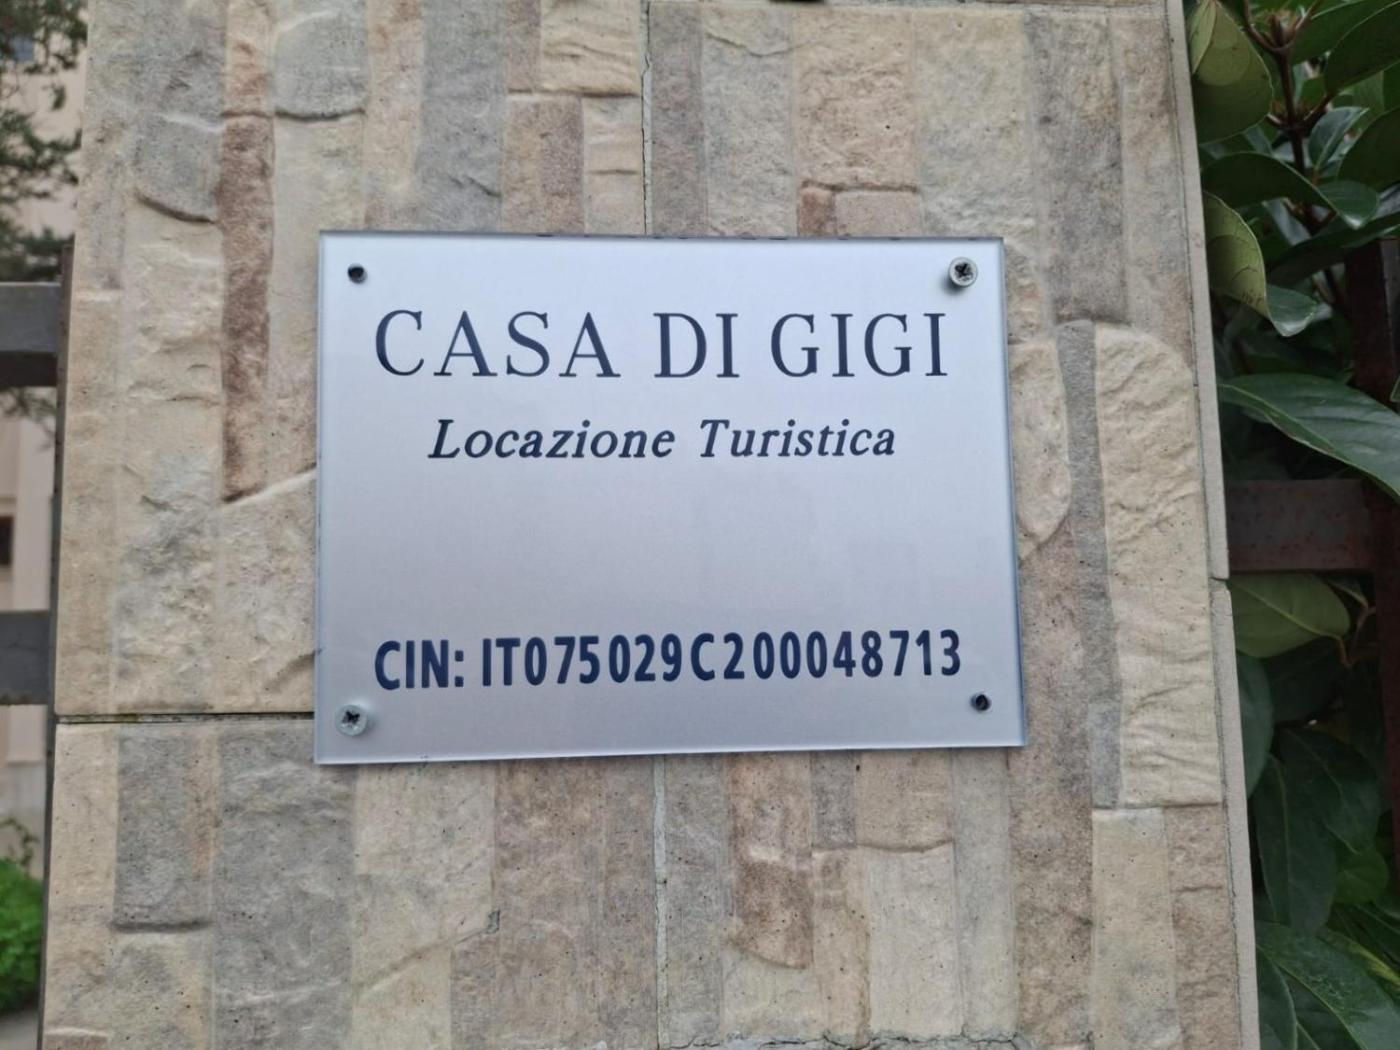 CASA DI GIGI
Locazione Turistica
CIN: IT075029C200048713